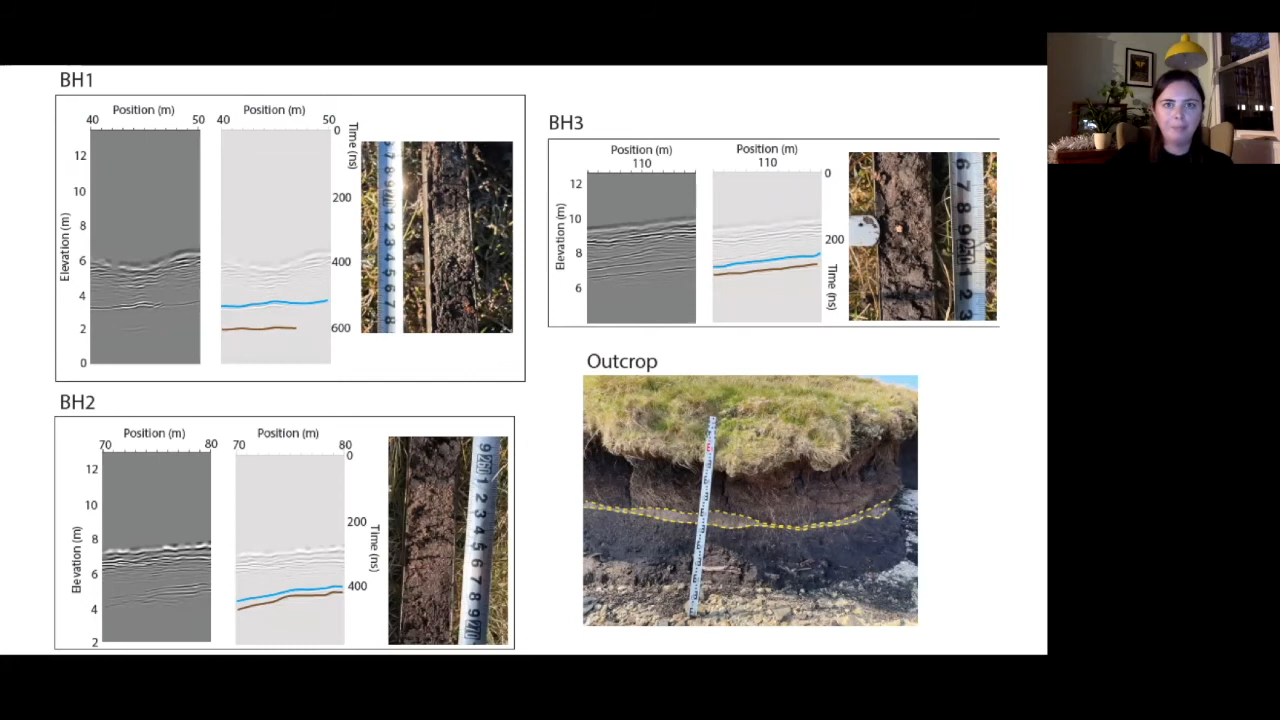 BH1
Position (m) Position (m)
40 50 40 50
0
Time (ns)
12
10
200
8
Elevation (m)
6
400
4
2
600
0
BH2
Position (m) Position (m)
70 80 70 80
0
12
10
200
Time (ns)
8
Elevation (m)
6
400
4
2
BH3
Position (m) Position (m)
110 110
0
12
10
Elevation (m)
200
8
Time (ns)
6
Outcrop